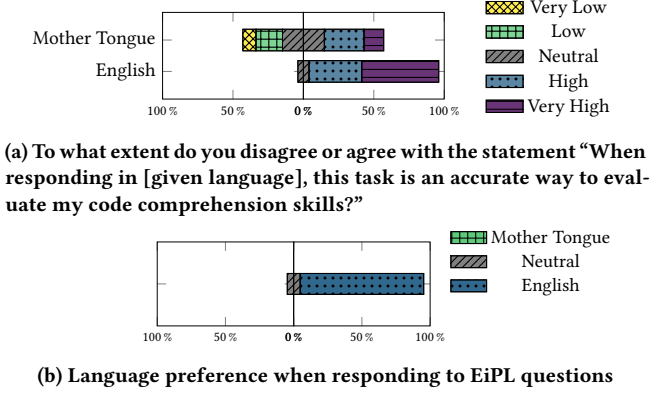 Very Low
Low
Neutral
High
Very High
Mother Tongue
English
100 % 50 % 0 % 50 % 100 %
(a) To what extent do you disagree or agree with the statement “When
responding in [given language], this task is an accurate way to eval-
uate my code comprehension skills?”
Mother Tongue
Neutral
English
100 % 50 % 0 % 50 % 100 %
(b) Language preference when responding to EiPL questions